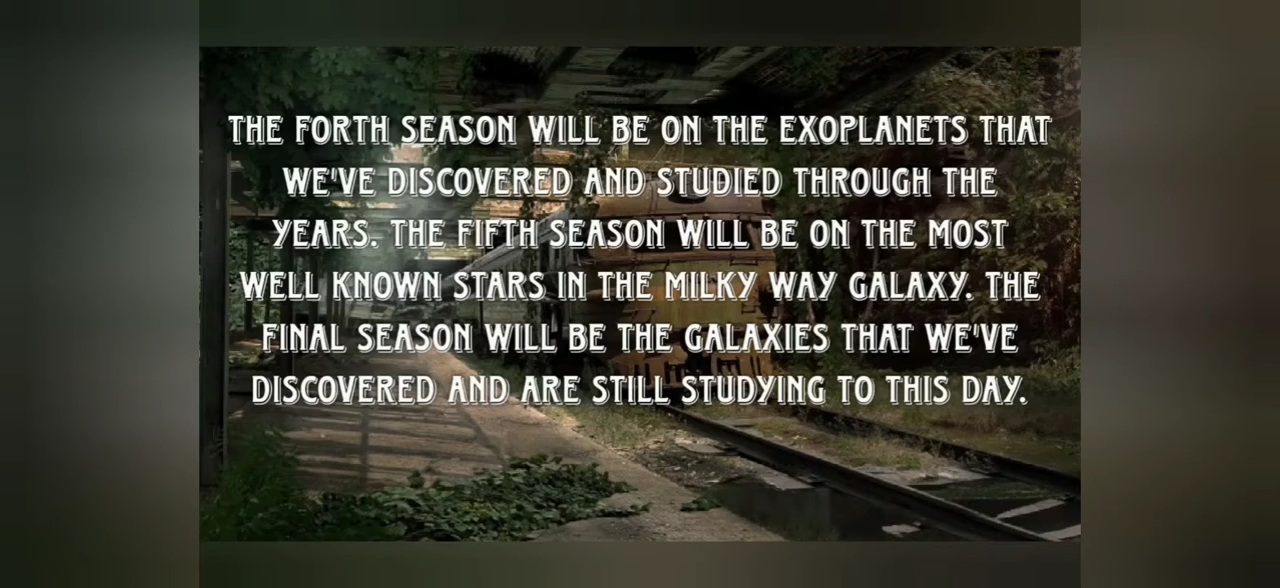 THE FORTH SEASON WILL BE ON THE EXOPLANETS THAT
WE'VE DISCOVERED AND STUDIED THROUGH THE
YEARS. THE FIFTH SEASON WILL BE ON THE MOST
WELL KNOWN STARS IN THE MILKY WAY GALAXY. THE
FINAL SEASON WILL BE THE GALAXIES THAT WE'VE
DISCOVERED AND ARE STILL STUDYING TO THIS DAY.